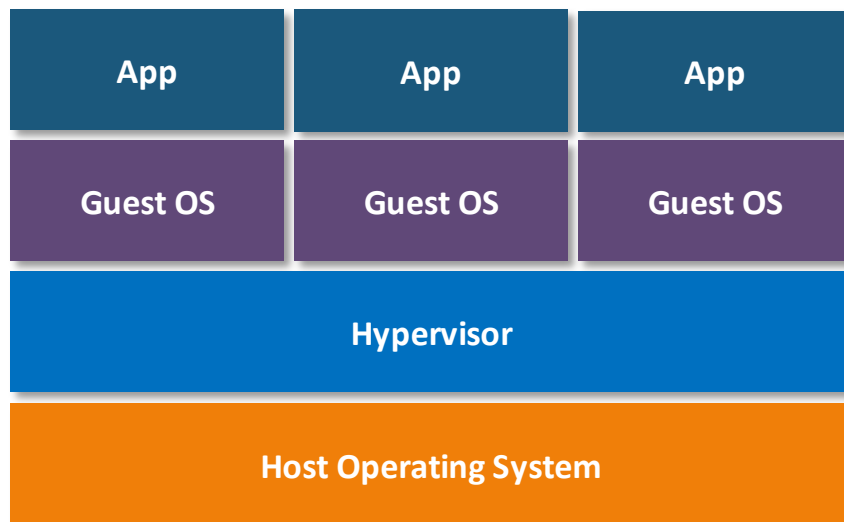 App
App
App
Guest OS
Guest OS
Guest OS
Hypervisor
Host Operating System